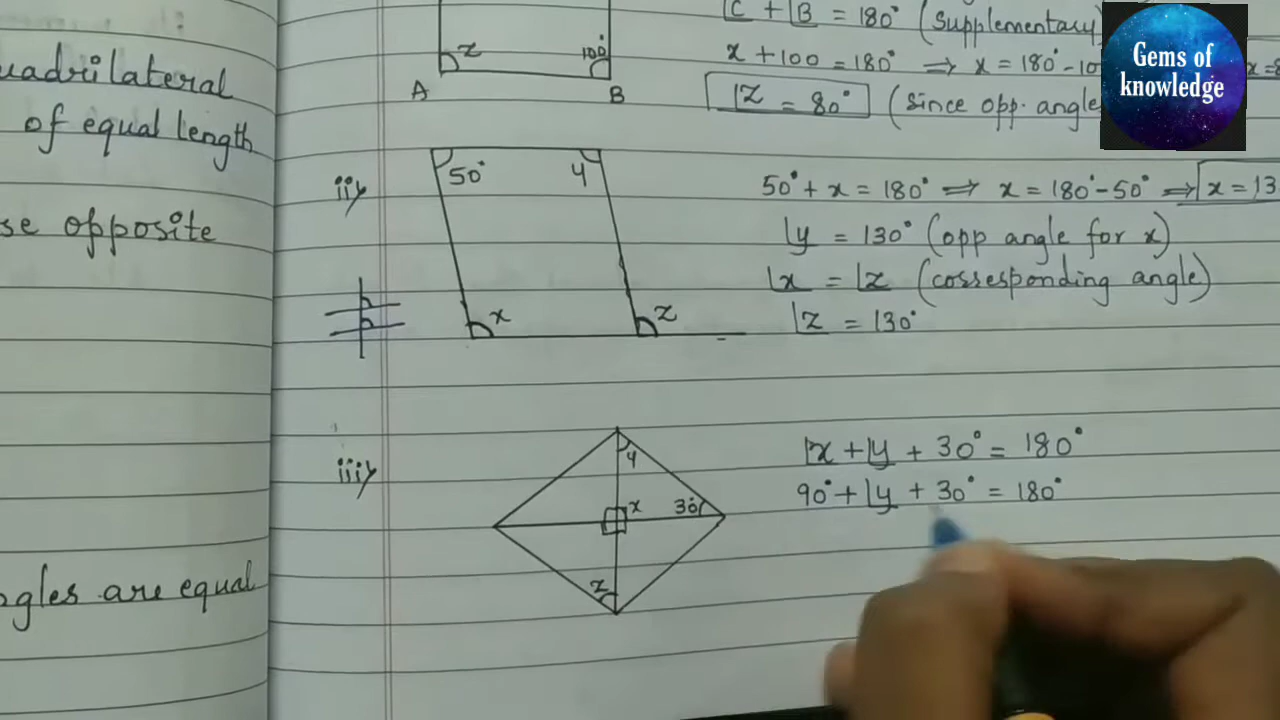 uadrilateral
of equal length
se opposite
gles are equal
∠C + ∠B = 180° (Supplementary)
x + 100 = 180° ⇒ x = 180° - 10
∠Z = 80° (since opp. angle
Gems of
knowledge
z
100°
A
B
ii)
50°
y
x
z
50° + x = 180° ⇒ x = 180° - 50° ⇒ x = 13
∠y = 130° (opp angle for x)
∠x = ∠z (corresponding angle)
∠z = 130°
iii)
y
x
30°
z
∠x + ∠y + 30° = 180°
90° + ∠y + 30° = 180°